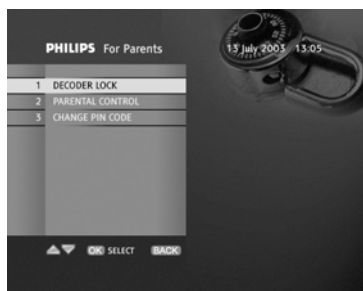 PHILIPS For Parents 13 July 2003 13:05
1 DECODER LOCK
2 PARENTAL CONTROL
3 CHANGE PIN CODE
OK SELECT BACK